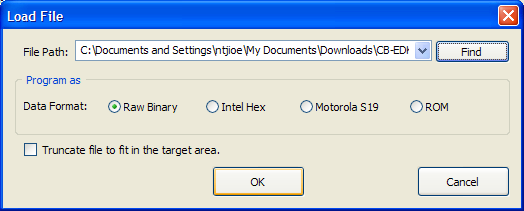 Load File
File Path: C:\Documents and Settings\ntjioe\My Documents\Downloads\CB-EDK Find
Program as
Data Format: Raw Binary Intel Hex Motorola S19 ROM
Truncate file to fit in the target area.
OK Cancel